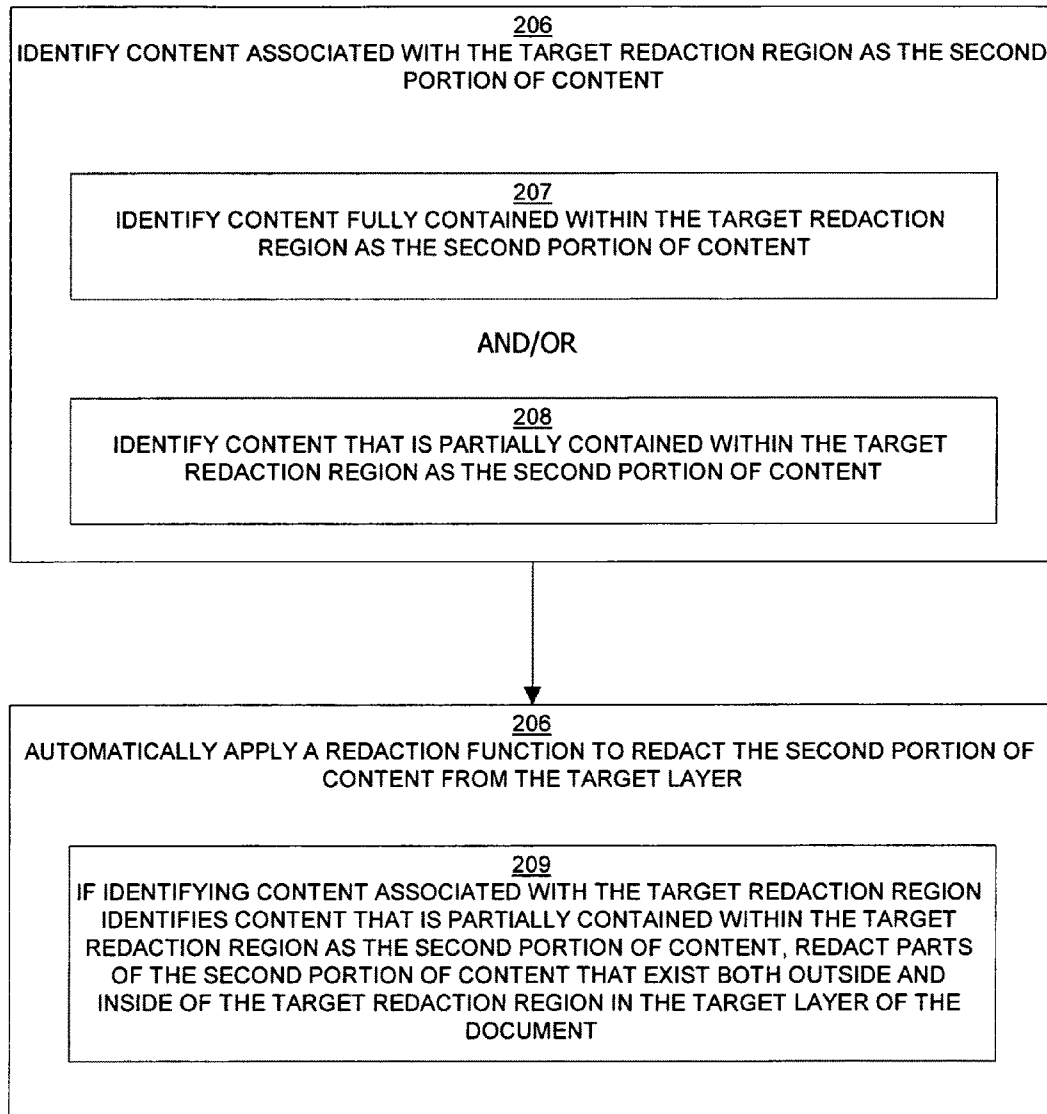 206
IDENTIFY CONTENT ASSOCIATED WITH THE TARGET REDACTION REGION AS THE SECOND
PORTION OF CONTENT
207
IDENTIFY CONTENT FULLY CONTAINED WITHIN THE TARGET REDACTION
REGION AS THE SECOND PORTION OF CONTENT
AND/OR
208
IDENTIFY CONTENT THAT IS PARTIALLY CONTAINED WITHIN THE TARGET
REDACTION REGION AS THE SECOND PORTION OF CONTENT
206
AUTOMATICALLY APPLY A REDACTION FUNCTION TO REDACT THE SECOND PORTION OF
CONTENT FROM THE TARGET LAYER
209
IF IDENTIFYING CONTENT ASSOCIATED WITH THE TARGET REDACTION REGION
IDENTIFIES CONTENT THAT IS PARTIALLY CONTAINED WITHIN THE TARGET
REDACTION REGION AS THE SECOND PORTION OF CONTENT, REDACT PARTS
OF THE SECOND PORTION OF CONTENT THAT EXIST BOTH OUTSIDE AND
INSIDE OF THE TARGET REDACTION REGION IN THE TARGET LAYER OF THE
DOCUMENT